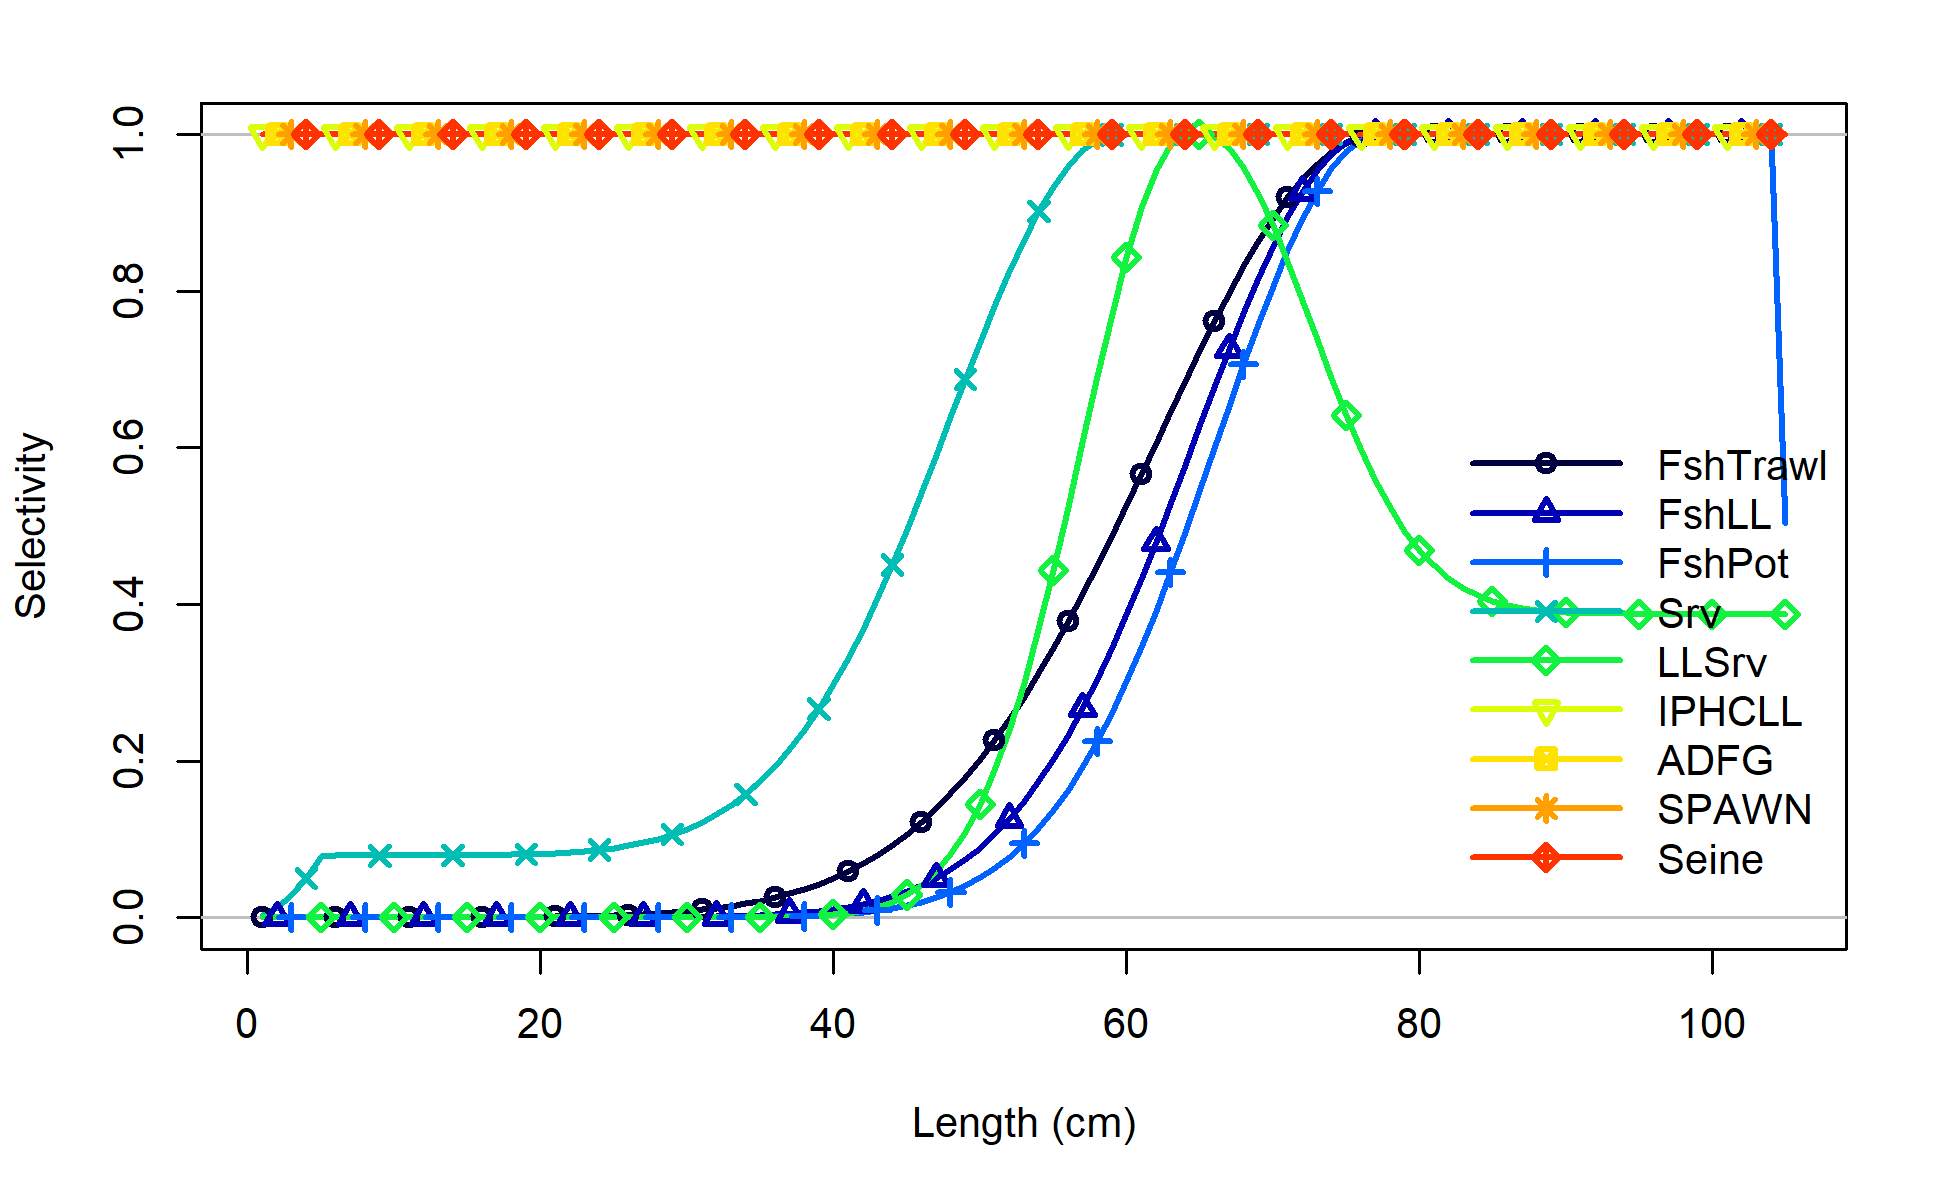 Selectivity
1.0
0.8
0.6
0.4
0.2
0.0
FshTrawl
FshLL
FshPot
Srv
LLSrv
IPHCLL
ADFG
SPAWN
Seine
0 20 40 60 80 100
Length (cm)